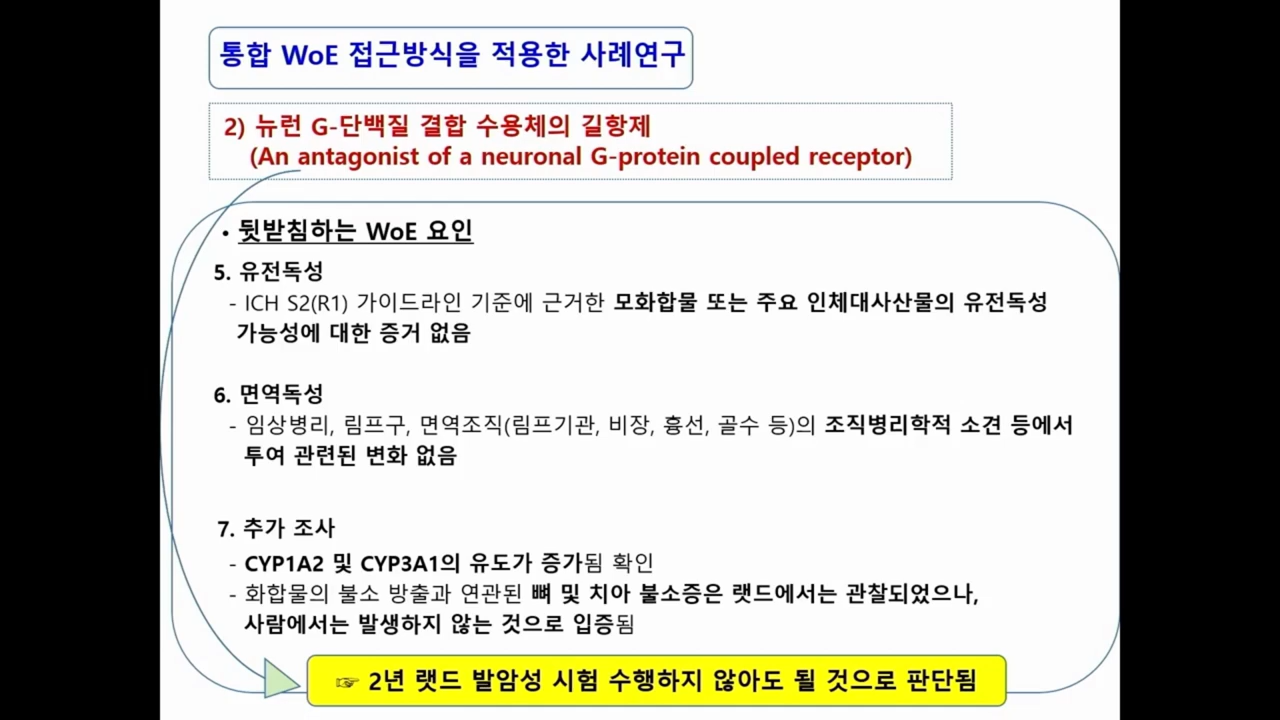 통합 WoE 접근방식을 적용한 사례연구
2) 뉴런 G-단백질 결합 수용체의 길항제
(An antagonist of a neuronal G-protein coupled receptor)
• 뒷받침하는 WoE 요인
5. 유전독성
- ICH S2(R1) 가이드라인 기준에 근거한 모화합물 또는 주요 인체대사산물의 유전독성
가능성에 대한 증거 없음
6. 면역독성
- 임상병리, 림프구, 면역조직(림프기관, 비장, 흉선, 골수 등)의 조직병리학적 소견 등에서
투여 관련된 변화 없음
7. 추가 조사
- CYP1A2 및 CYP3A1의 유도가 증가됨 확인
- 화합물의 불소 방출과 연관된 뼈 및 치아 불소증은 랫드에서는 관찰되었으나,
사람에서는 발생하지 않는 것으로 입증됨
☞ 2년 랫드 발암성 시험 수행하지 않아도 될 것으로 판단됨